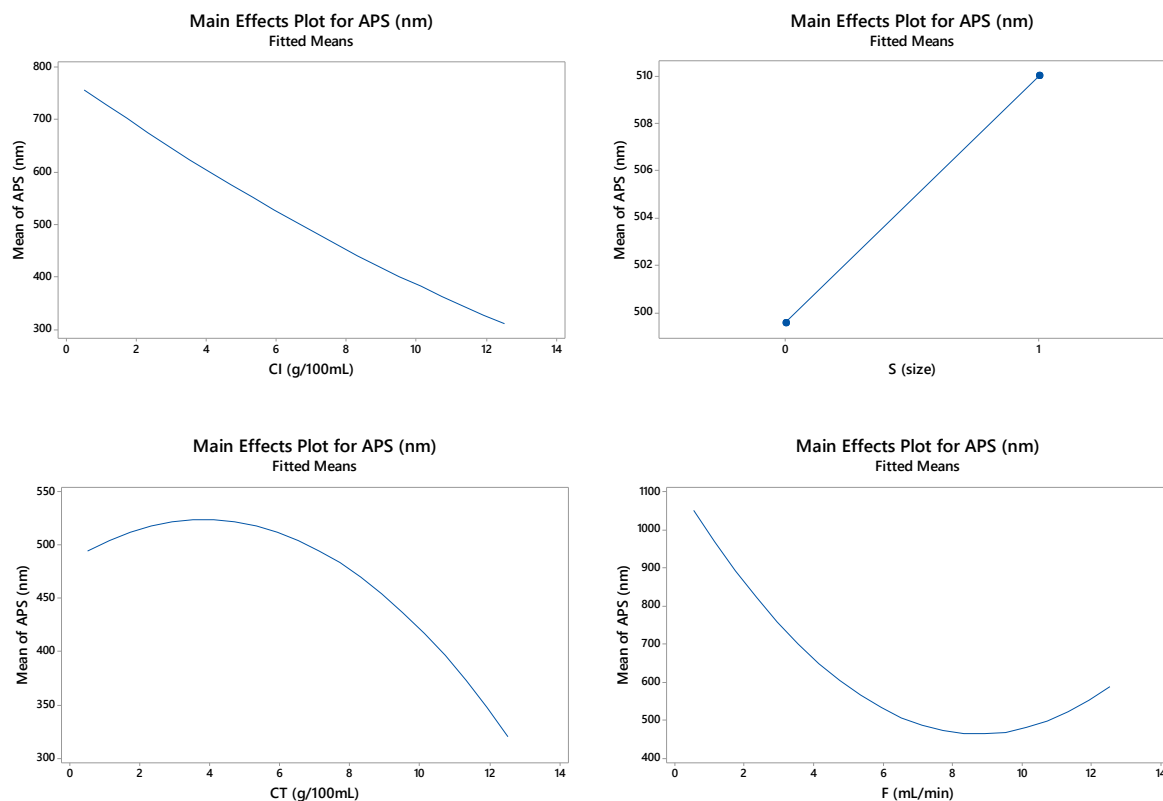 Main Effects Plot for APS (nm)
Fitted Means
Mean of APS (nm)
800
700
600
500
400
300
0 2 4 6 8 10 12 14
CI (g/100mL)
Main Effects Plot for APS (nm)
Fitted Means
Mean of APS (nm)
510
508
506
504
502
500
0 1
S (size)
Main Effects Plot for APS (nm)
Fitted Means
Mean of APS (nm)
550
500
450
400
350
300
0 2 4 6 8 10 12 14
CT (g/100mL)
Main Effects Plot for APS (nm)
Fitted Means
Mean of APS (nm)
1100
1000
900
800
700
600
500
400
0 2 4 6 8 10 12 14
F (mL/min)